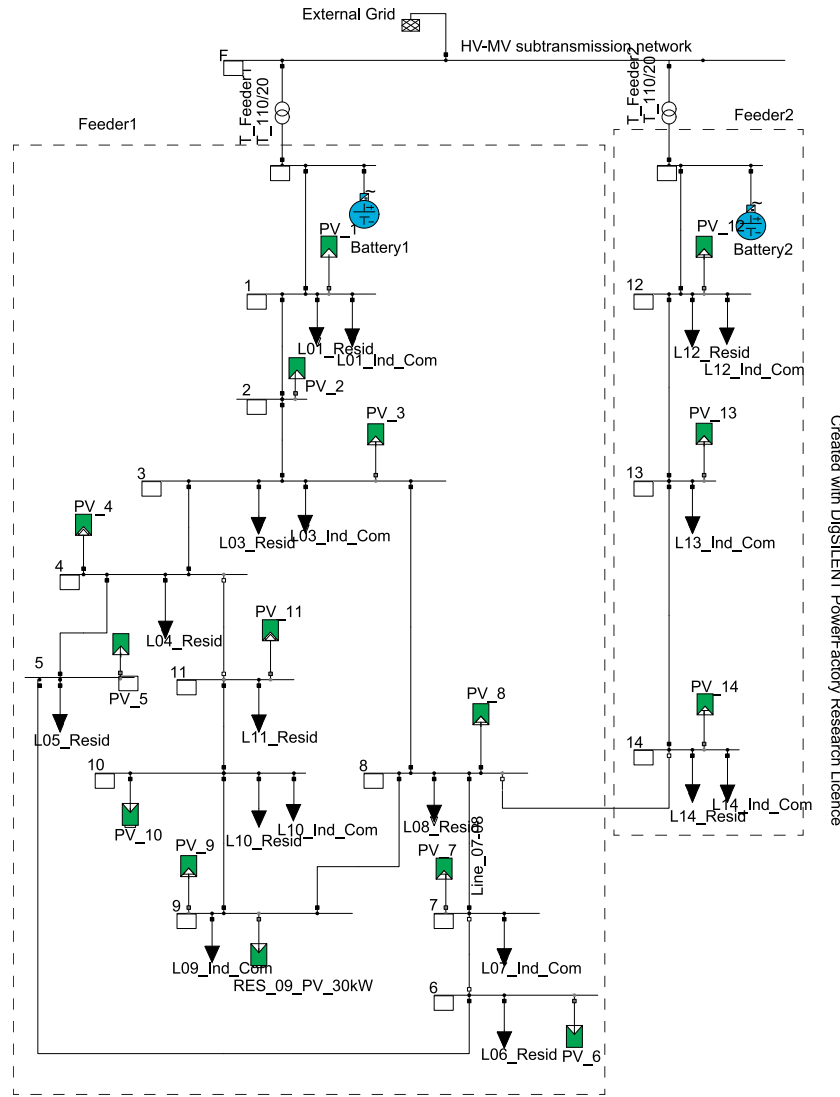 External Grid
HV-MV subtransmission network
F
T_Feeder1
T_110/20
T_Feeder2
T_110/20
Feeder1
Feeder2
PV_1
Battery1
PV_12
Battery2
1
12
L01_Resid
L01_Ind_Com
L12_Resid
L12_Ind_Com
PV_2
2
PV_3
PV_13
3
13
PV_4
L03_Resid
L03_Ind_Com
L13_Ind_Com
4
PV_11
L04_Resid
5
11
PV_5
PV_8
PV_14
L05_Resid
L11_Resid
14
10
8
PV_10
L10_Resid
L10_Ind_Com
L08_Resid
L14_Resid
L14_Ind_Com
PV_9
PV_7
Line_07-08
9
7
L09_Ind_Com
RES_09_PV_30kW
L07_Ind_Com
6
L06_Resid
PV_6
Created with DIgSILENT PowerFactory Research Licence